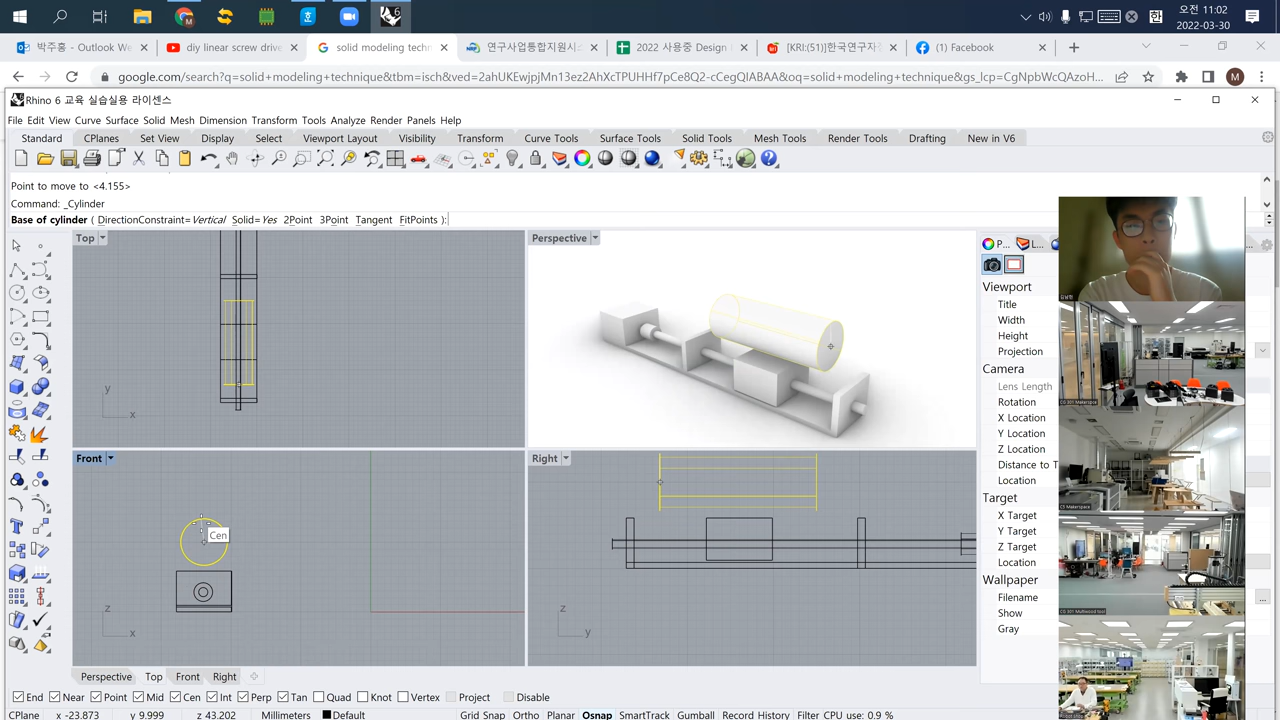 오전 11:02
2022-03-30
한
박주홍 - Outlook We
diy linear screw drive
solid modeling techn
연구사업통합지원시스
2022 사용중 Design
[KRI:(51)]한국연구자
(1) Facebook
google.com/search?q=solid+modeling+technique&tbm=isch&ved=2ahUKEwjpjMn13ez2AhXcTPUHHf7pCe8Q2-cCegQIABAA&oq=solid+modeling+technique&gs_lcp=CgNpbWcQAzoH...
M
Rhino 6 교육 실습실용 라이센스
File Edit View Curve Surface Solid Mesh Dimension Transform Tools Analyze Render Panels Help
Standard CPlanes Set View Display Select Viewport Layout Visibility Transform Curve Tools Surface Tools Solid Tools Mesh Tools Render Tools Drafting New in V6
Point to move to <4.155>
Command: _Cylinder
Base of cylinder ( DirectionConstraint=Vertical Solid=Yes 2Point 3Point Tangent FitPoints ):
Top
Perspective
P... L...
Viewport
Title
Width
Height
Projection
Camera
Lens Length
Rotation
X Location
Y Location
Z Location
Distance to T
Location
Target
X Target
Y Target
Z Target
Location
Wallpaper
Filename
Show
Gray
y
x
Front
Right
Cen
z
x
z
y
Perspective Top Front Right
End Near Point Mid Cen Int Perp Tan Quad Knot Vertex Project Disable
CPlane x -23.873 y 9.999 z 43.202 Millimeters Default Grid Snap Ortho Planar Osnap SmartTrack Gumball Record History Filter CPU use: 0.9 %